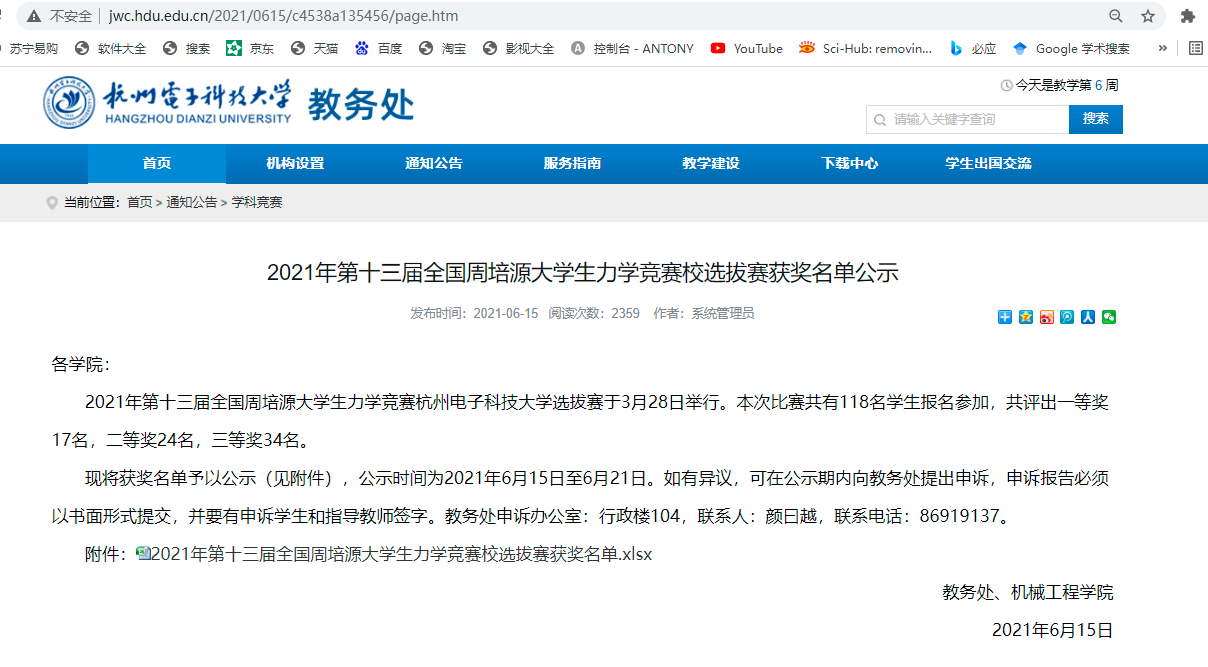 不安全 jwc.hdu.edu.cn/2021/0615/c4538a135456/page.htm
苏宁易购 软件大全 搜索 京东 天猫 百度 淘宝 影视大全 控制台 - ANTONY YouTube Sci-Hub: removin... 必应 Google 学术搜索 »
杭州电子科技大学
HANGZHOU DIANZI UNIVERSITY
教务处
今天是教学第 6 周
请输入关键字查询 搜索
首页 机构设置 通知公告 服务指南 教学建设 下载中心 学生出国交流
当前位置: 首页 > 通知公告 > 学科竞赛
2021年第十三届全国周培源大学生力学竞赛校选拔赛获奖名单公示
发布时间：2021-06-15 阅读次数：2359 作者：系统管理员
各学院：
2021年第十三届全国周培源大学生力学竞赛杭州电子科技大学选拔赛于3月28日举行。本次比赛共有118名学生报名参加，共评出一等奖
17名，二等奖24名，三等奖34名。
现将获奖名单予以公示（见附件），公示时间为2021年6月15日至6月21日。如有异议，可在公示期内向教务处提出申诉，申诉报告必须
以书面形式提交，并要有申诉学生和指导教师签字。教务处申诉办公室：行政楼104，联系人：颜曰越，联系电话：86919137。
附件：2021年第十三届全国周培源大学生力学竞赛校选拔赛获奖名单.xlsx
教务处、机械工程学院
2021年6月15日